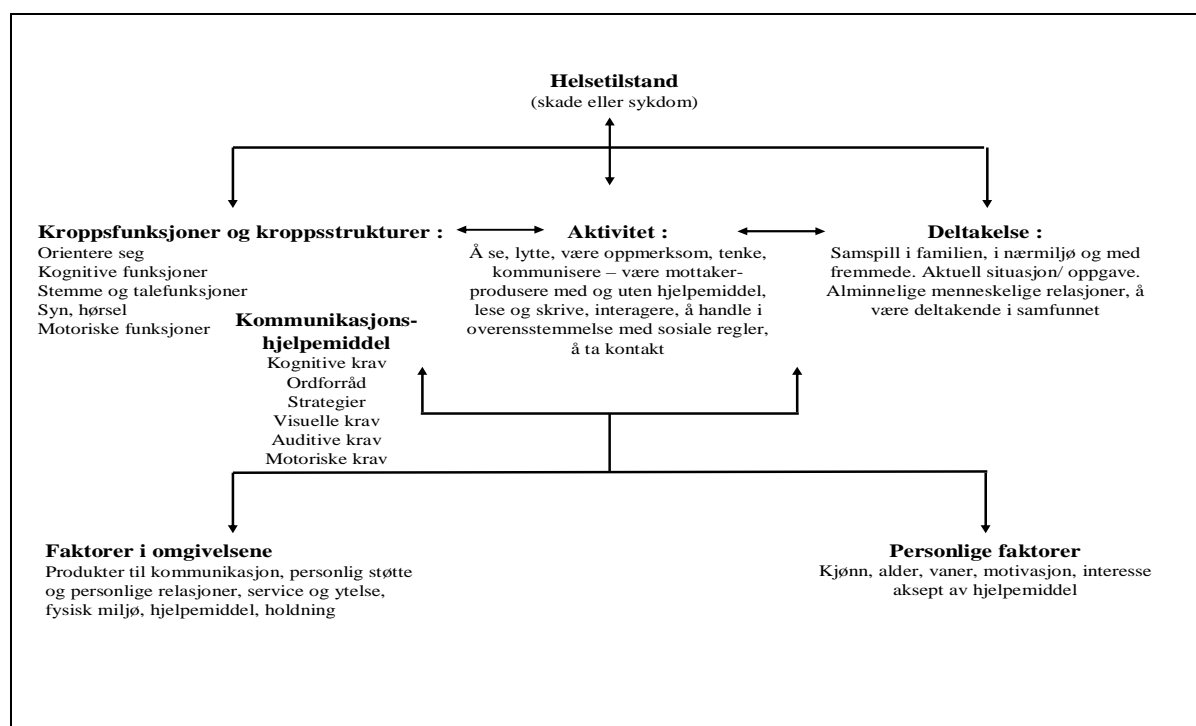 Helsetilstand
(skade eller sykdom)
Kroppsfunksjoner og kroppsstrukturer :
Orientere seg
Kognitive funksjoner
Stemme og talefunksjoner
Syn, hørsel
Motoriske funksjoner
Aktivitet :
Å se, lytte, være oppmerksom, tenke,
kommunisere – være mottaker-
produsere med og uten hjelpemiddel,
lese og skrive, interagere, å handle i
overensstemmelse med sosiale regler,
å ta kontakt
Deltakelse :
Samspill i familien, i nærmiljø og med
fremmede. Aktuell situasjon/ oppgave.
Alminnelige menneskelige relasjoner, å
være deltakende i samfunnet
Kommunikasjons-
hjelpemiddel
Kognitive krav
Ordforråd
Strategier
Visuelle krav
Auditive krav
Motoriske krav
Faktorer i omgivelsene
Produkter til kommunikasjon, personlig støtte
og personlige relasjoner, service og ytelse,
fysisk miljø, hjelpemiddel, holdning
Personlige faktorer
Kjønn, alder, vaner, motivasjon, interesse
aksept av hjelpemiddel